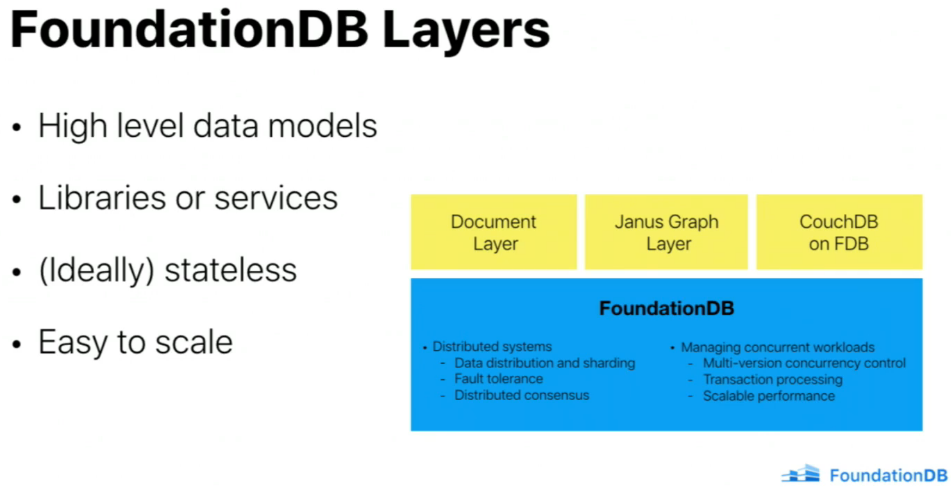 FoundationDB Layers
• High level data models
• Libraries or services
• (Ideally) stateless
• Easy to scale
Document
Layer
Janus Graph
Layer
CouchDB
on FDB
FoundationDB
• Distributed systems
- Data distribution and sharding
- Fault tolerance
- Distributed consensus
• Managing concurrent workloads
- Multi-version concurrency control
- Transaction processing
- Scalable performance
FoundationDB